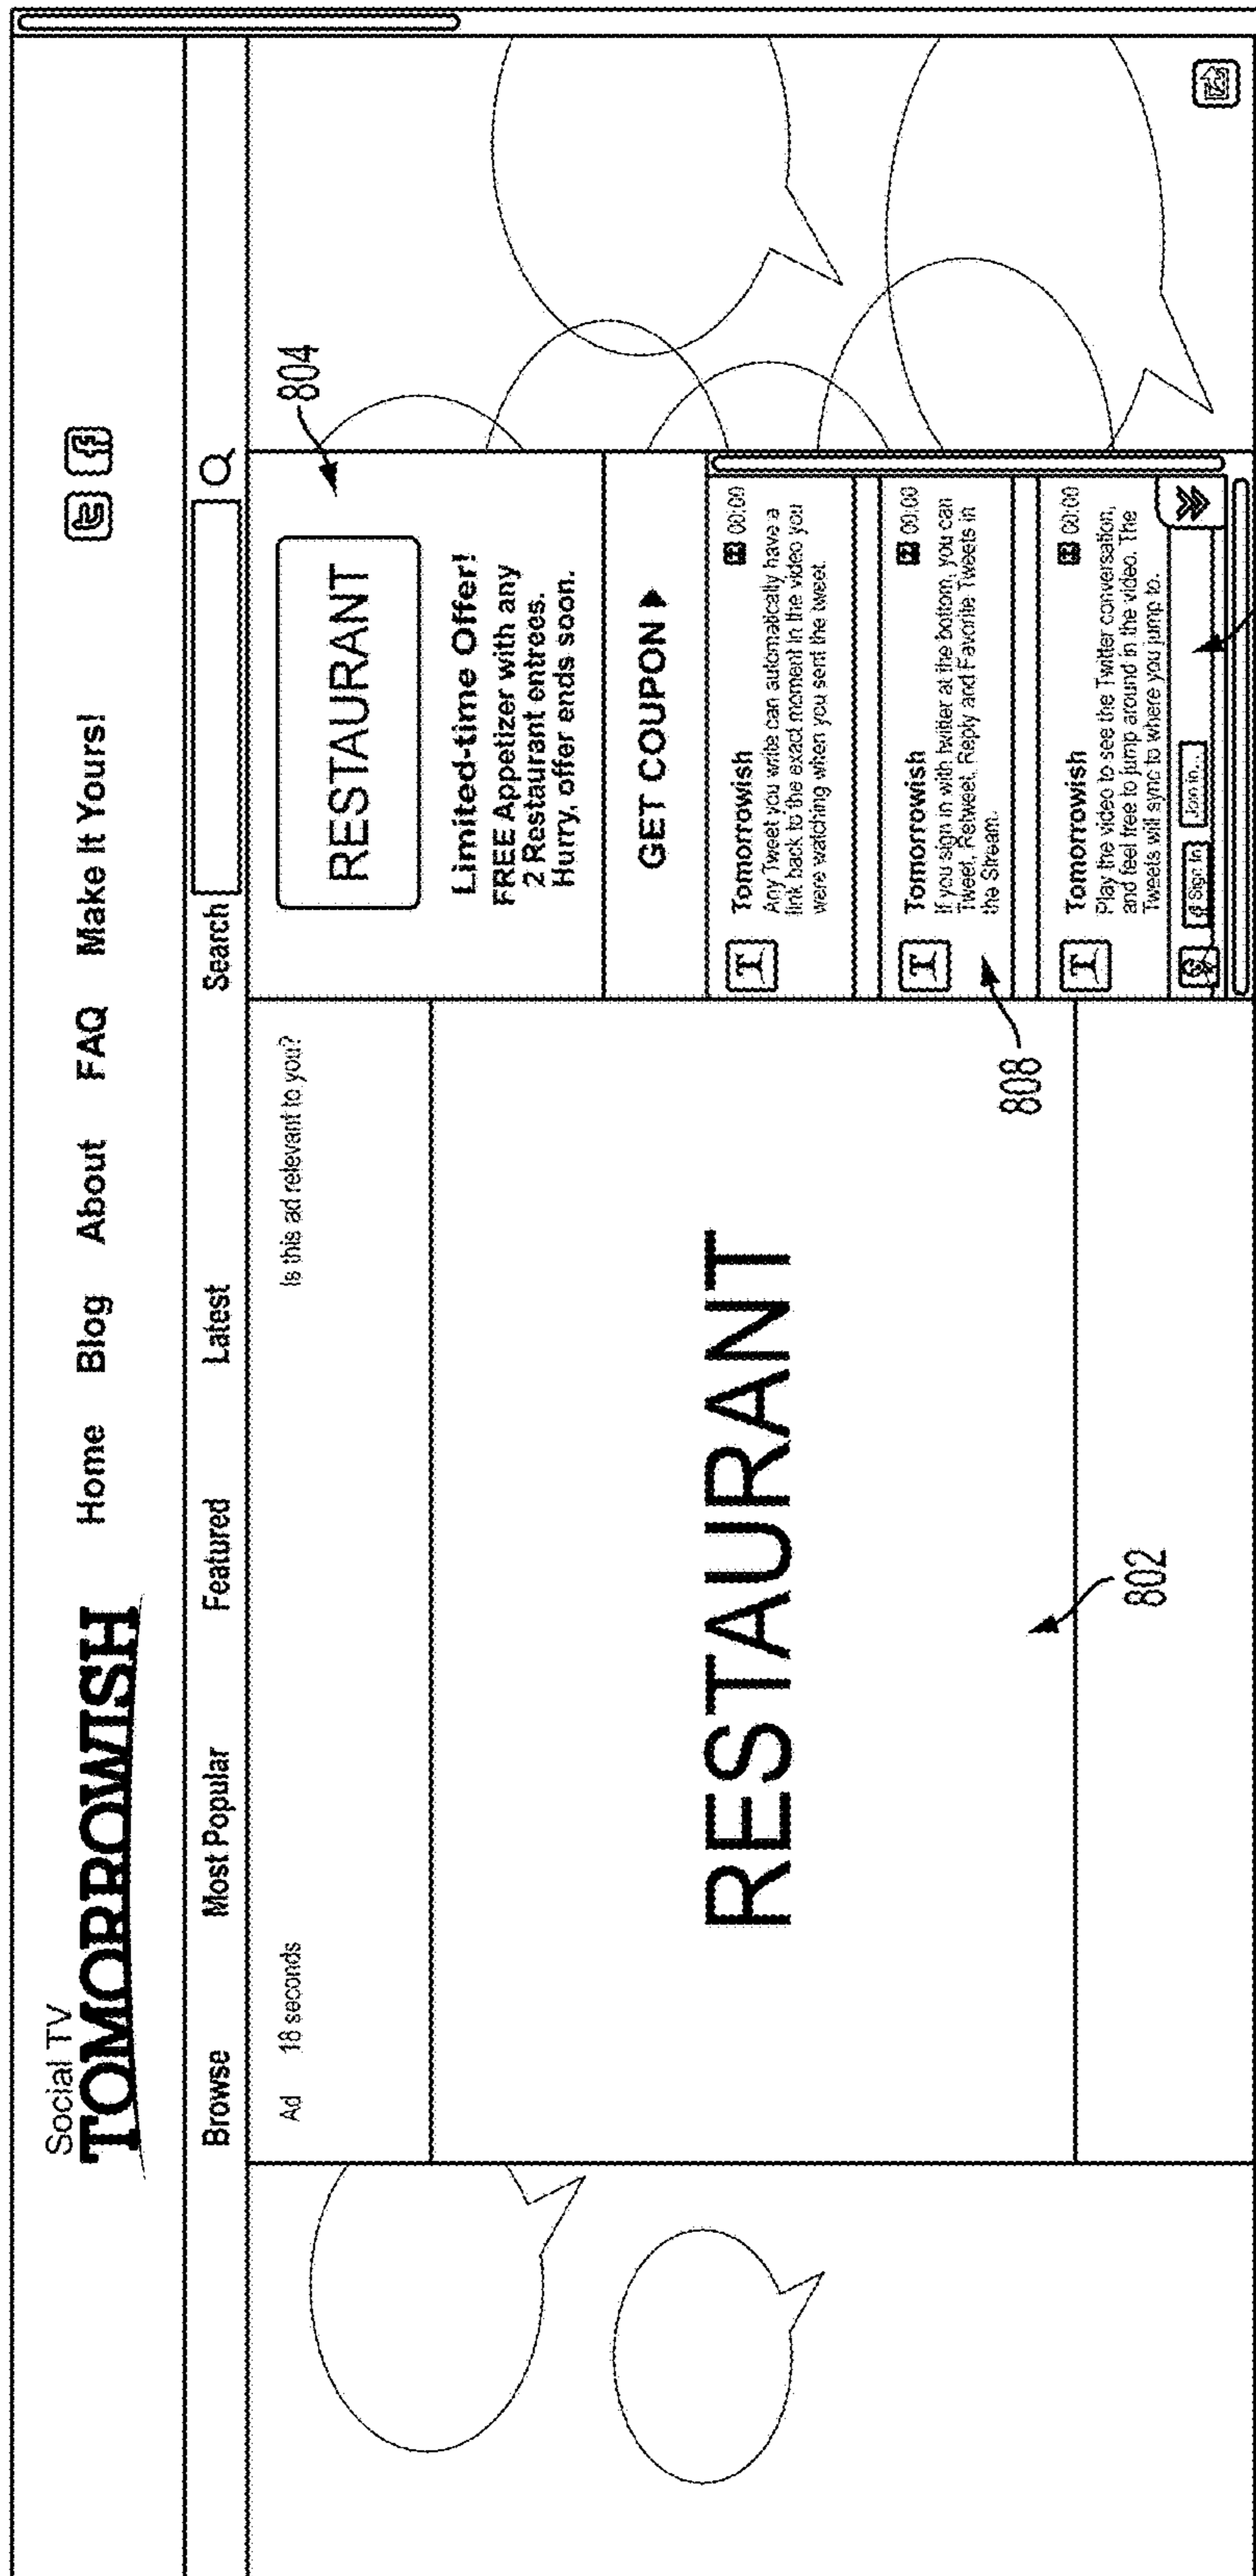 Social TV
TOMORROWISH
Home Blog About FAQ Make It Yours!
Browse Most Popular Featured Latest Search
Ad 18 seconds Is this ad relevant to you?
RESTAURANT
802
804
RESTAURANT
Limited-time Offer!
FREE Appetizer with any
2 Restaurant entrees.
Hurry, offer ends soon.
GET COUPON
T Tomorrowish 00:00
Any Tweet you write can automatically have a
link back to the exact moment in the video you
were watching when you sent the tweet.
T Tomorrowish 00:00
If you sign in with twitter at the bottom, you can
Tweet, Retweet, Reply and Favorite Tweets in
the Stream.
808
T Tomorrowish 00:00
Play the video to see the Twitter conversation,
and feel free to jump around in the video. The
Tweets will sync to where you jump to.
Sign In Join in...